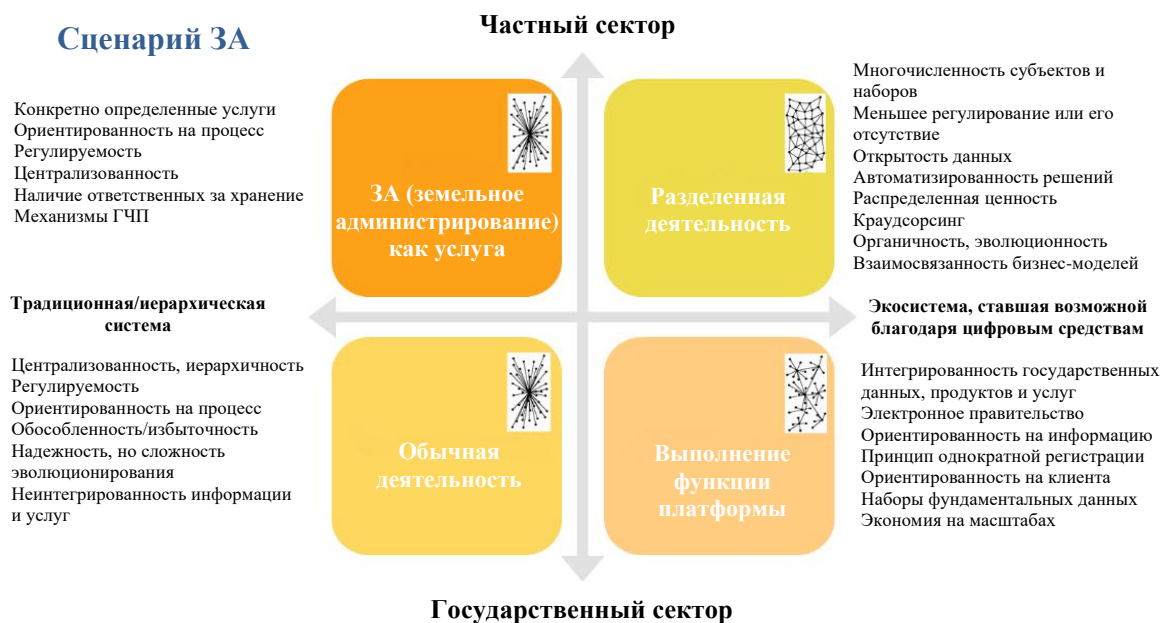 Частный сектор
Сценарий ЗА
Конкретно определенные услуги
Ориентированность на процесс
Регулируемость
Централизованность
Наличие ответственных за хранение
Механизмы ГЧП
ЗА (земельное
администрирование)
как услуга
Разделенная
деятельность
Многочисленность субъектов и
наборов
Меньшее регулирование или его
отсутствие
Открытость данных
Автоматизированность решений
Распределенная ценность
Краудсорсинг
Органичность, эволюционность
Взаимосвязанность бизнес-моделей
Традиционная/иерархическая
система
Экосистема, ставшая возможной
благодаря цифровым средствам
Централизованность, иерархичность
Регулируемость
Ориентированность на процесс
Обособленность/избыточность
Надежность, но сложность
эволюционирования
Неинтегрированность информации
и услуг
Обычная
деятельность
Выполнение
функции
платформы
Интегрированность государственных
данных, продуктов и услуг
Электронное правительство
Ориентированность на информацию
Принцип однократной регистрации
Ориентированность на клиента
Наборы фундаментальных данных
Экономия на масштабах
Государственный сектор